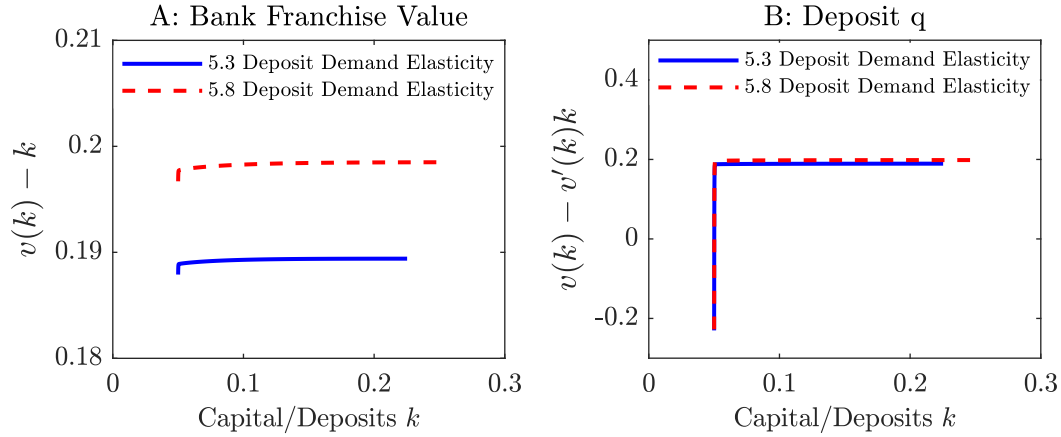 A: Bank Franchise Value
0.21
5.3 Deposit Demand Elasticity
5.8 Deposit Demand Elasticity
0.2
0.19
0.18
v(k) − k
0
0.1
0.2
0.3
Capital/Deposits k
B: Deposit q
5.3 Deposit Demand Elasticity
5.8 Deposit Demand Elasticity
0.4
0.2
0
-0.2
v(k) − v′(k)k
0
0.1
0.2
0.3
Capital/Deposits k